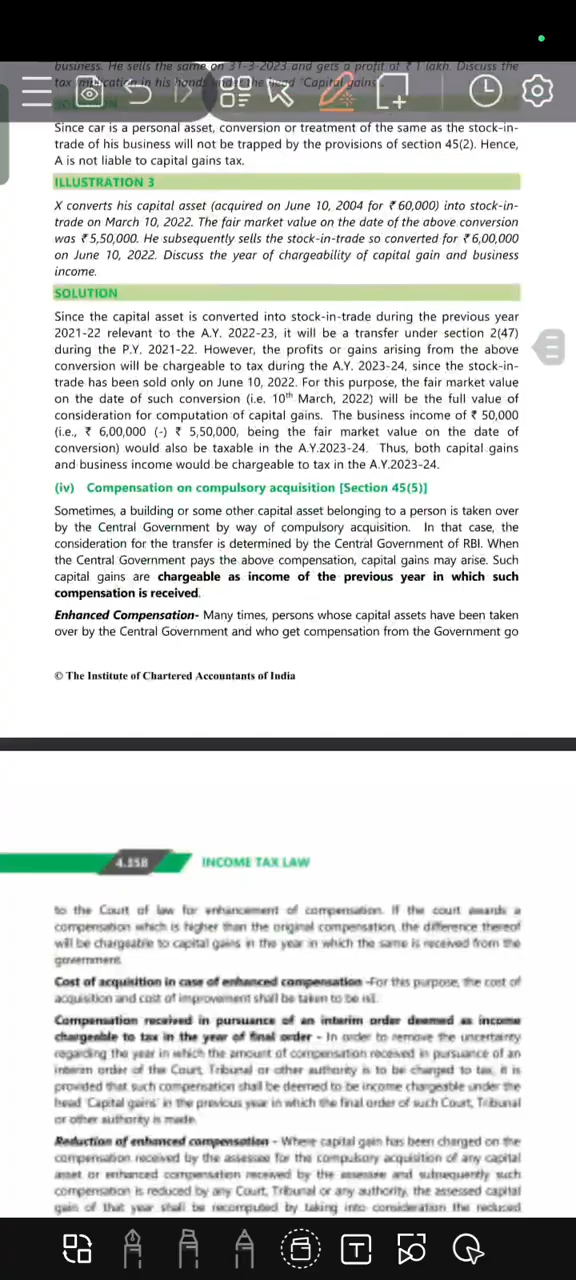 business. He sells the same on 31-3-2023 and gets a profit of ₹ 1 lakh. Discuss the
tax implication in his hands under the head "Capital gains".
Since car is a personal asset, conversion or treatment of the same as the stock-in-
trade of his business will not be trapped by the provisions of section 45(2). Hence,
A is not liable to capital gains tax.
ILLUSTRATION 3
X converts his capital asset (acquired on June 10, 2004 for ₹ 60,000) into stock-in-
trade on March 10, 2022. The fair market value on the date of the above conversion
was ₹ 5,50,000. He subsequently sells the stock-in-trade so converted for ₹ 6,00,000
on June 10, 2022. Discuss the year of chargeability of capital gain and business
income.
SOLUTION
Since the capital asset is converted into stock-in-trade during the previous year
2021-22 relevant to the A.Y. 2022-23, it will be a transfer under section 2(47)
during the P.Y. 2021-22. However, the profits or gains arising from the above
conversion will be chargeable to tax during the A.Y. 2023-24, since the stock-in-
trade has been sold only on June 10, 2022. For this purpose, the fair market value
on the date of such conversion (i.e. 10th March, 2022) will be the full value of
consideration for computation of capital gains. The business income of ₹ 50,000
(i.e., ₹ 6,00,000 (-) ₹ 5,50,000, being the fair market value on the date of
conversion) would also be taxable in the A.Y.2023-24. Thus, both capital gains
and business income would be chargeable to tax in the A.Y.2023-24.
(iv) Compensation on compulsory acquisition [Section 45(5)]
Sometimes, a building or some other capital asset belonging to a person is taken over
by the Central Government by way of compulsory acquisition. In that case, the
consideration for the transfer is determined by the Central Government of RBI. When
the Central Government pays the above compensation, capital gains may arise. Such
capital gains are chargeable as income of the previous year in which such
compensation is received.
Enhanced Compensation- Many times, persons whose capital assets have been taken
over by the Central Government and who get compensation from the Government go
© The Institute of Chartered Accountants of India
4.358 INCOME TAX LAW
to the Court of law for enhancement of compensation. If the court awards a
compensation which is higher than the original compensation, the difference thereof
will be chargeable to capital gains in the year in which the same is received from the
government.
Cost of acquisition in case of enhanced compensation -For this purpose, the cost of
acquisition and cost of improvement shall be taken to be nil.
Compensation received in pursuance of an interim order deemed as income
chargeable to tax in the year of final order - In order to remove the uncertainty
regarding the year in which the amount of compensation received in pursuance of an
interim order of the Court, Tribunal or other authority is to be charged to tax, it is
provided that such compensation shall be deemed to be income chargeable under the
head 'Capital gains' in the previous year in which the final order of such Court, Tribunal
or other authority is made.
Reduction of enhanced compensation - Where capital gain has been charged on the
compensation received by the assessee for the compulsory acquisition of any capital
asset or enhanced compensation received by the assessee and subsequently such
compensation is reduced by any Court, Tribunal or any authority, the assessed capital
gain of that year shall be recomputed by taking into consideration the reduced